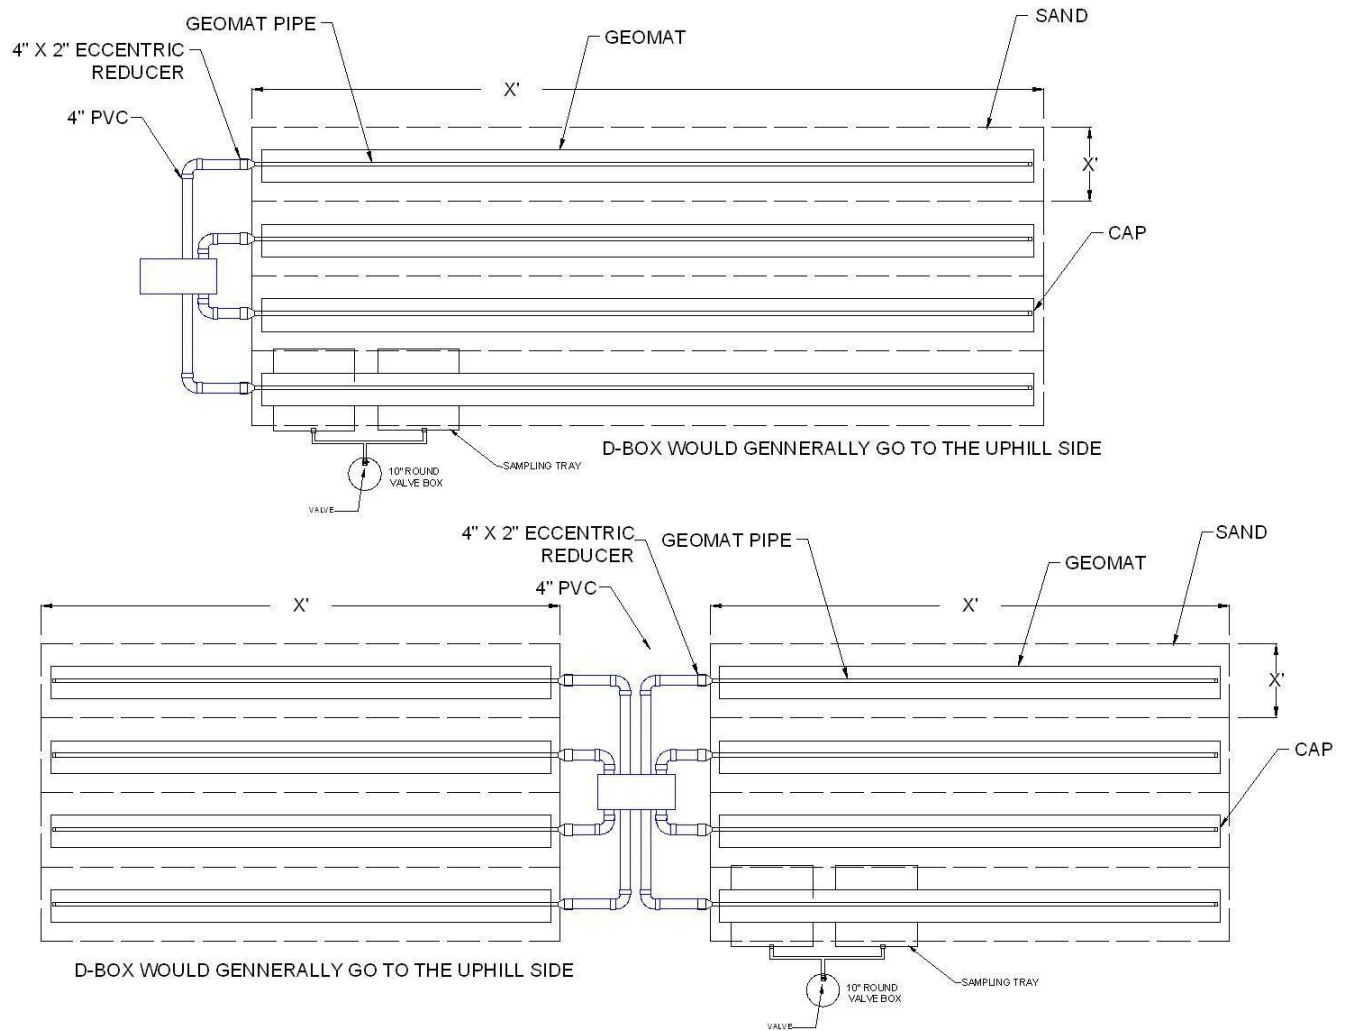 GEOMAT PIPE
SAND
GEOMAT
4" X 2" ECCENTRIC
REDUCER
X'
4" PVC
X'
CAP
D-BOX WOULD GENNERALLY GO TO THE UPHILL SIDE
SAMPLING TRAY
10" ROUND
VALVE BOX
VALVE
4" X 2" ECCENTRIC
REDUCER
GEOMAT PIPE
SAND
GEOMAT
4" PVC
X'
X'
X'
CAP
D-BOX WOULD GENNERALLY GO TO THE UPHILL SIDE
SAMPLING TRAY
10" ROUND
VALVE BOX
VALVE